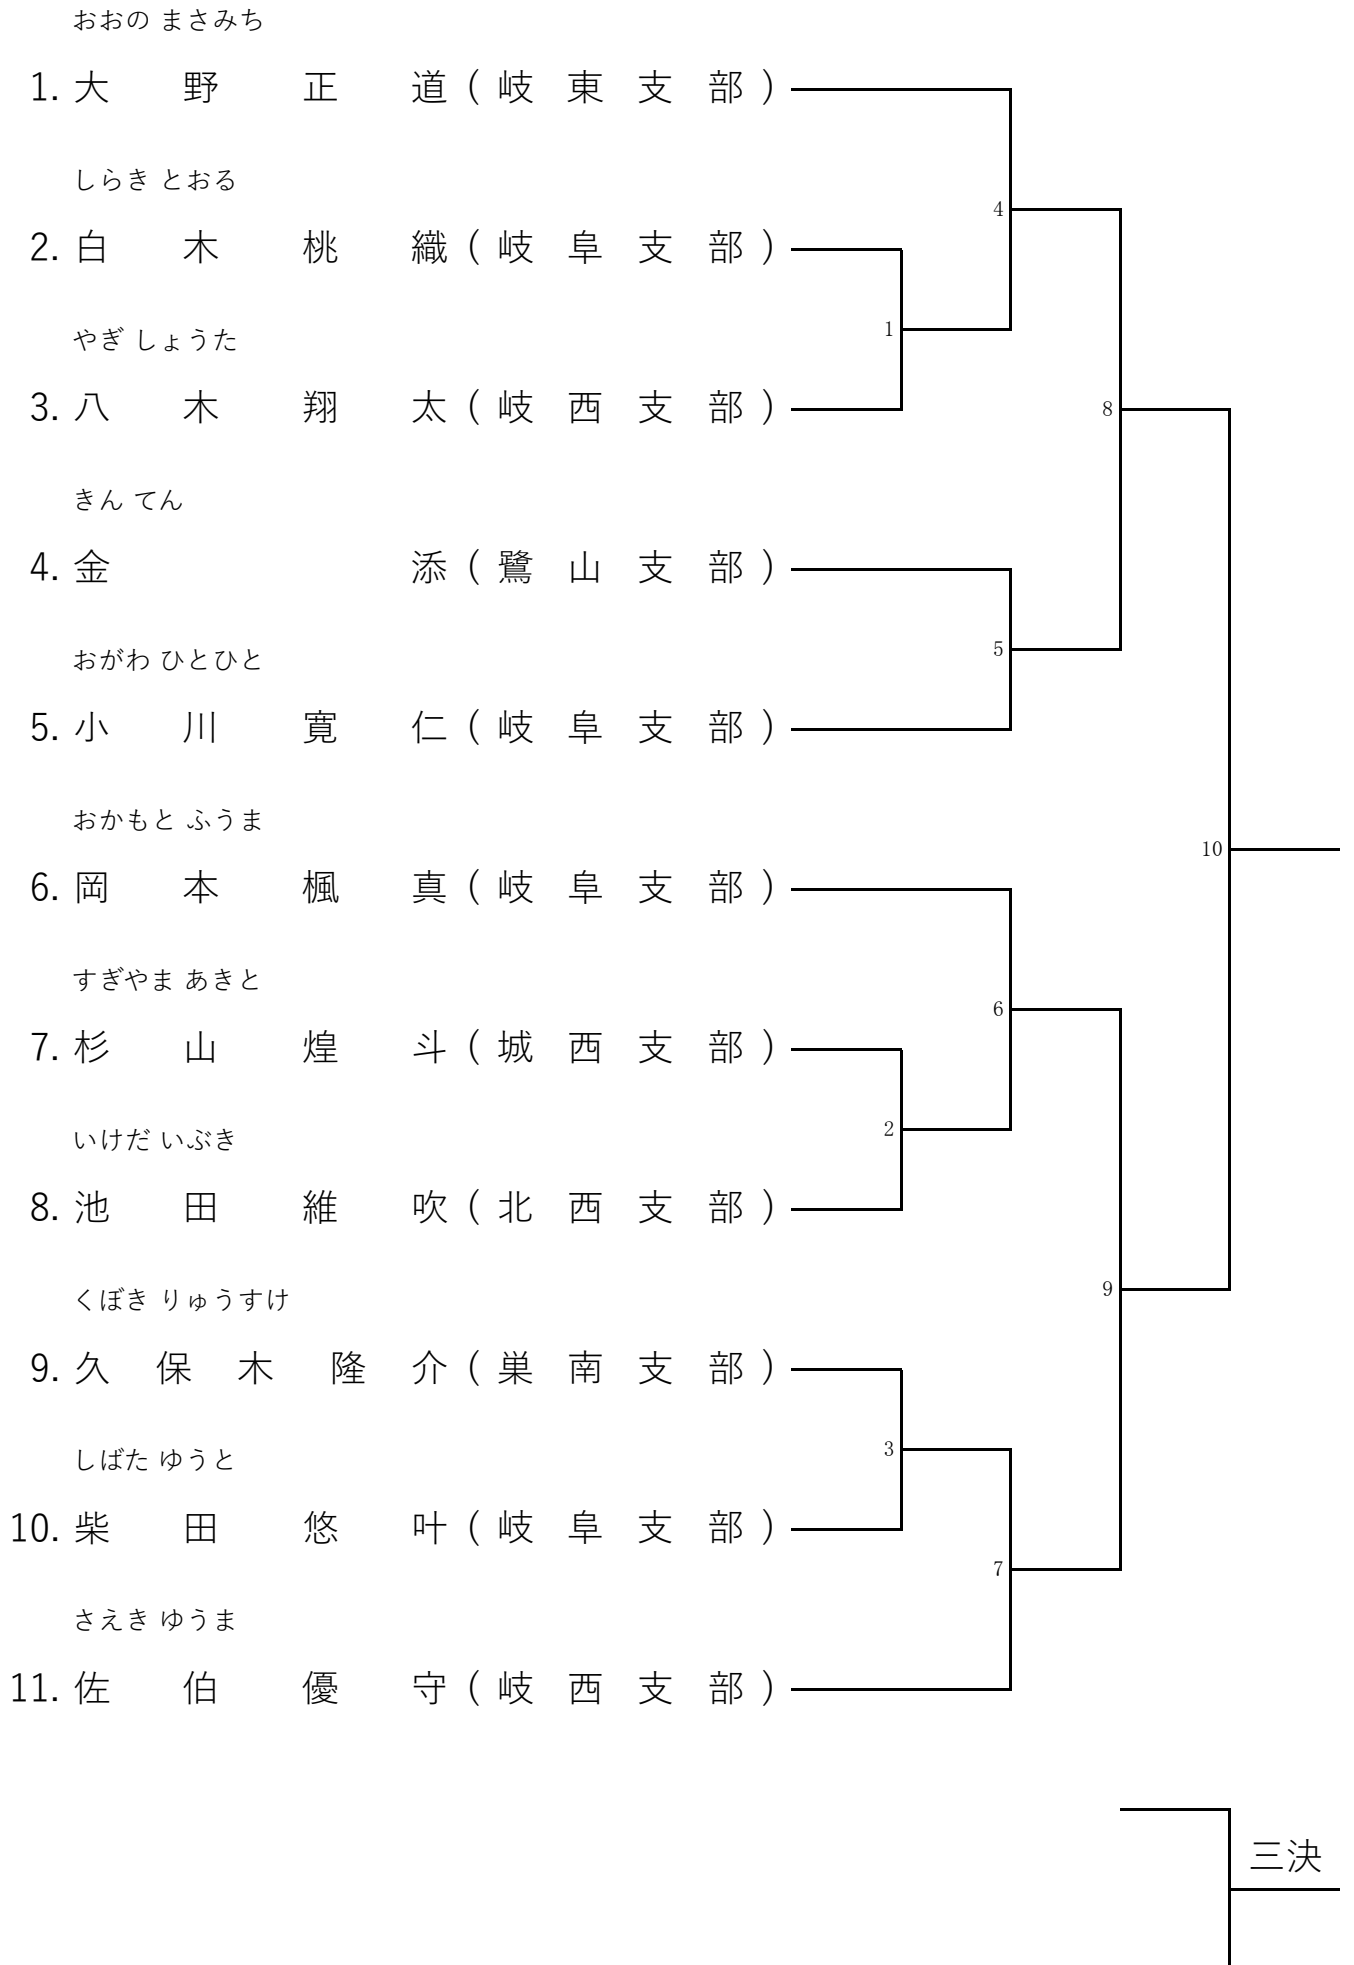 おおの まさみち
1. 大野正道(岐東支部)
しらき とおる
4
2. 白木桃織(岐阜支部)
やぎ しょうた
1
3. 八木翔太(岐西支部)
8
きん てん
4. 金添(鷺山支部)
おがわ ひとひと
5
5. 小川寛仁(岐阜支部)
おかもと ふうま
10
6. 岡本楓真(岐阜支部)
すぎやま あきと
6
7. 杉山煌斗(城西支部)
いけだ いぶき
2
8. 池田維吹(北西支部)
くぼき りゅうすけ
9
9. 久保木隆介(巣南支部)
しばた ゆうと
3
10. 柴田悠叶(岐阜支部)
7
さえき ゆうま
11. 佐伯優守(岐西支部)
三決